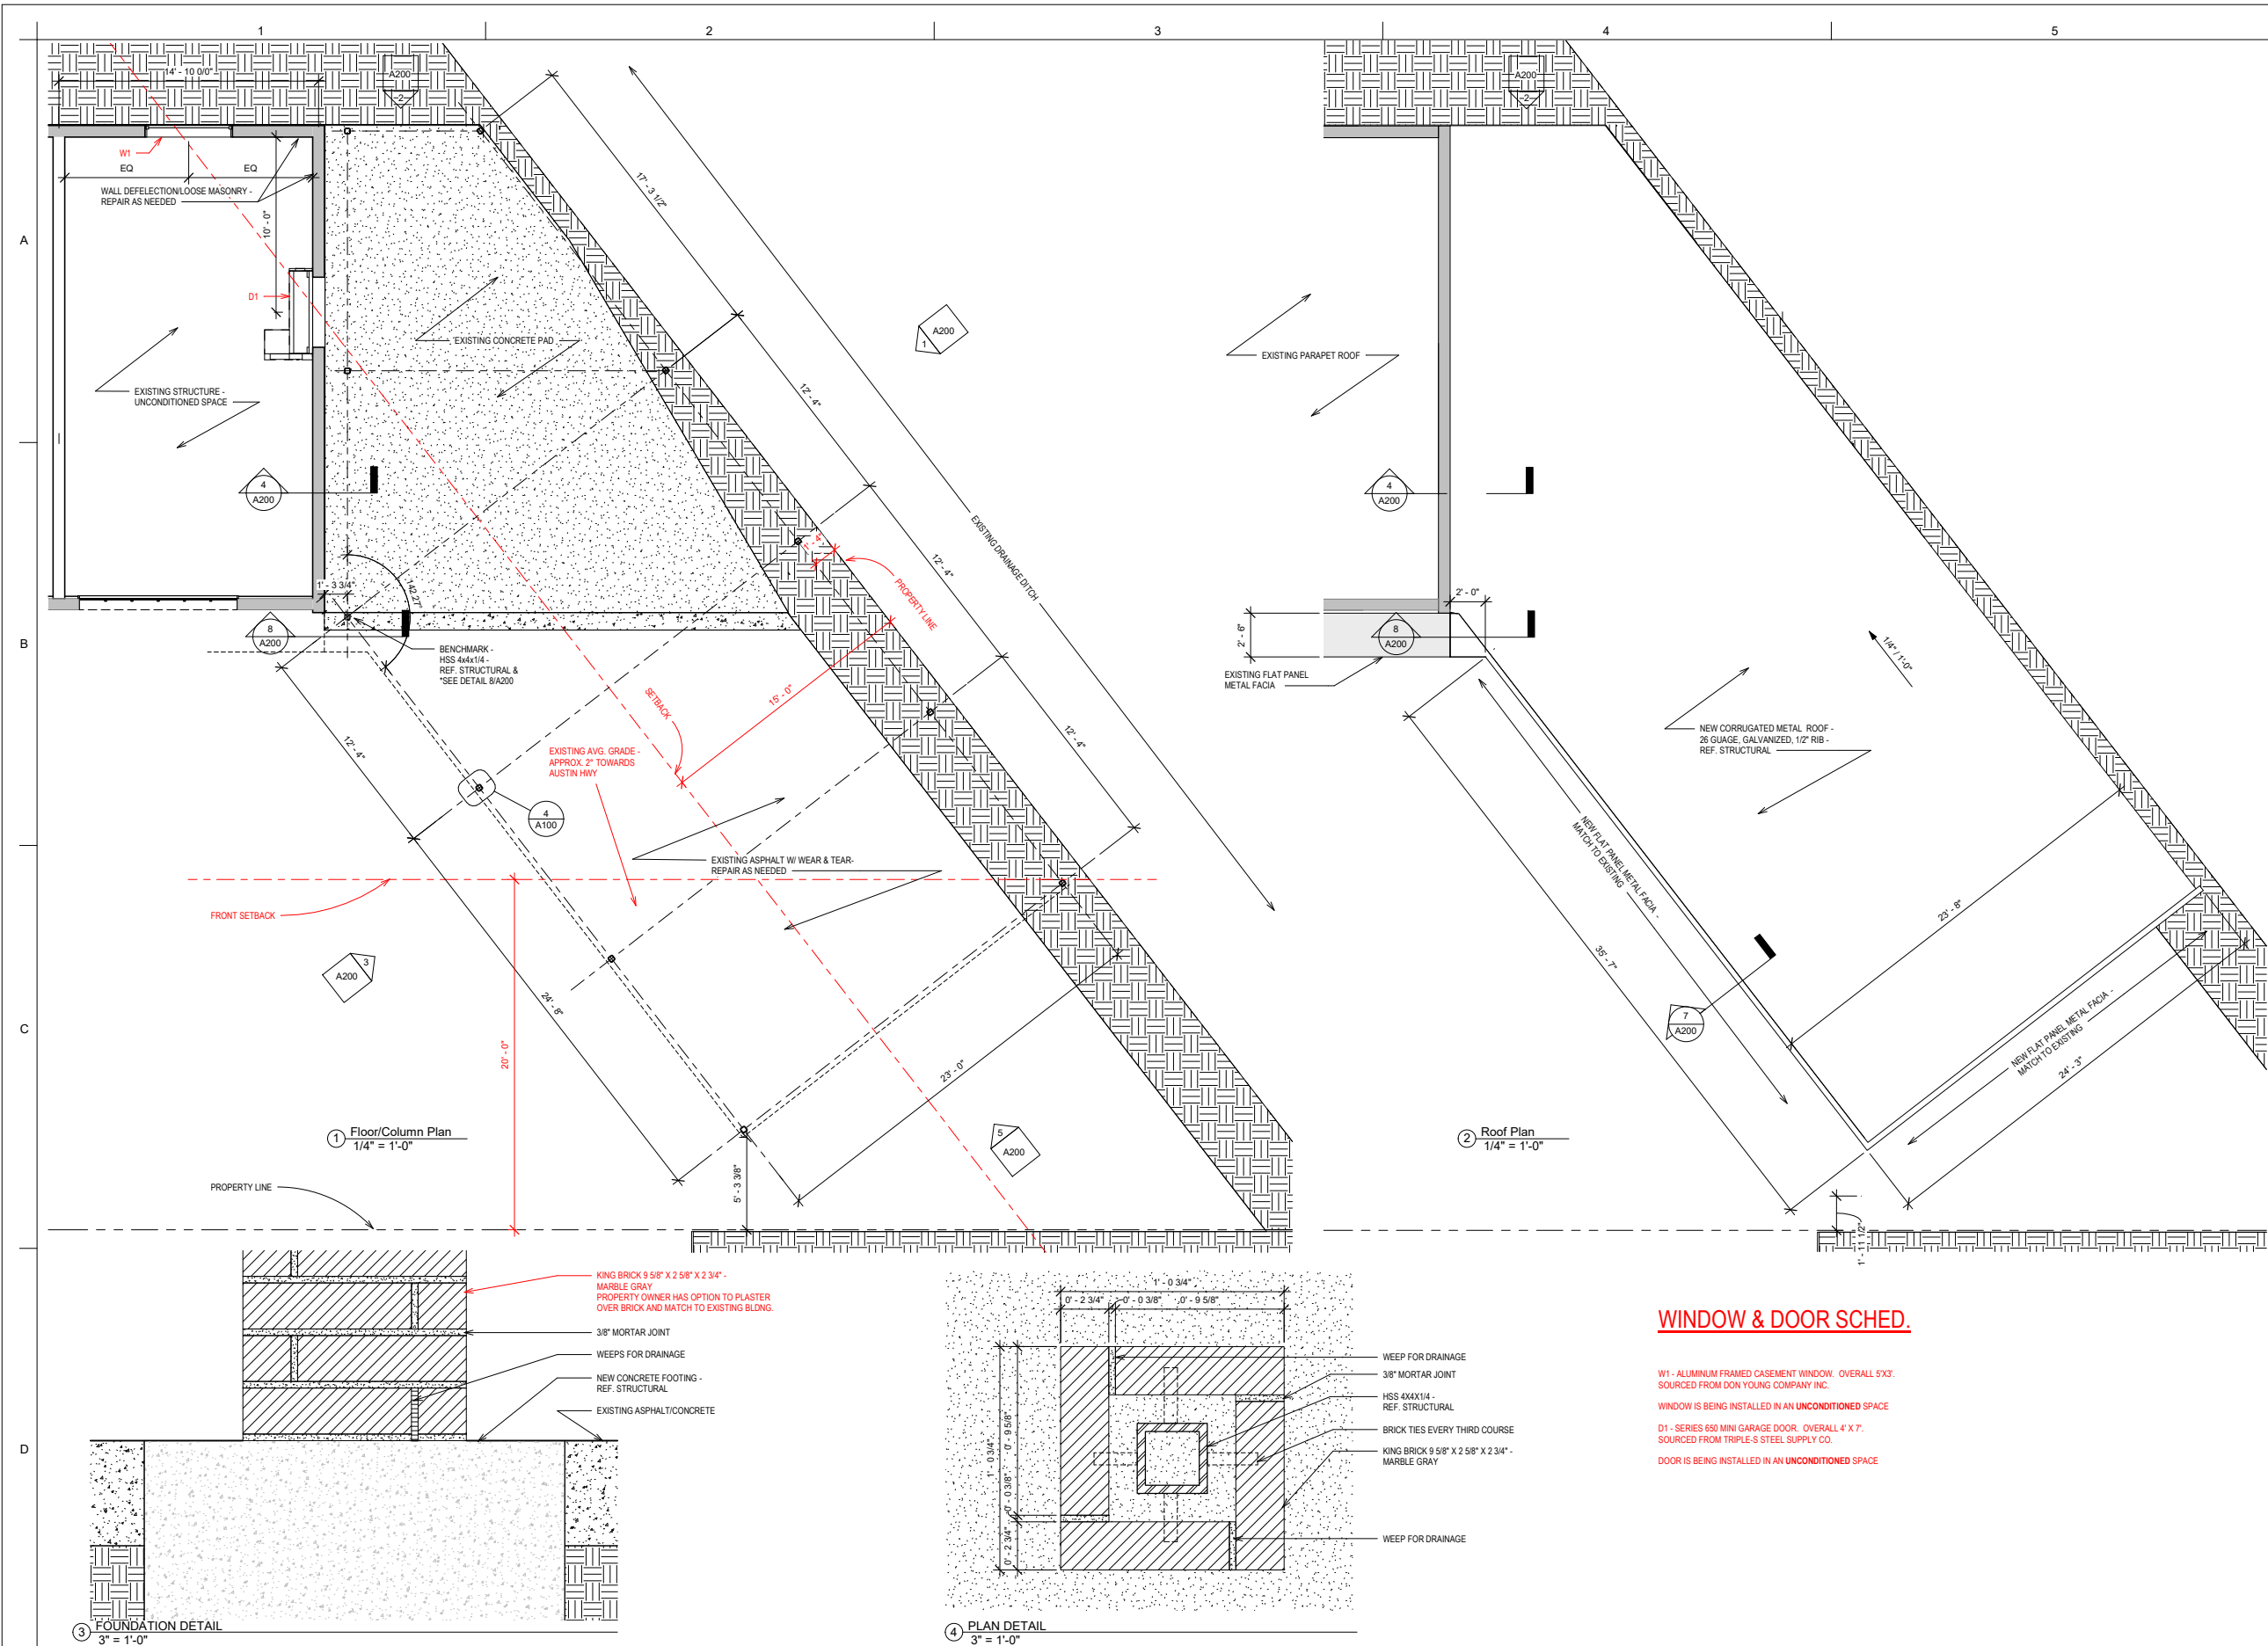 1
2
3
4
5
A
B
C
D
14' - 10 0/0"
A200
2
W1
EQ
EQ
WALL DEFELECTION/LOOSE MASONRY -
REPAIR AS NEEDED
10' - 0"
D1
EXISTING CONCRETE PAD
EXISTING STRUCTURE -
UNCONDITIONED SPACE
4
A200
17' - 3 1/2"
12' - 4"
12' - 4"
12' - 4"
EXISTING DRAINAGE DITCH
A200
1
4"
PROPERTY LINE
1' - 3 3/4"
142.27°
8
A200
BENCHMARK -
HSS 4x4x1/4 -
REF. STRUCTURAL &
*SEE DETAIL 8/A200
SETBACK
15' - 0"
12' - 4"
EXISTING AVG. GRADE -
APPROX. 2" TOWARDS
AUSTIN HWY
4
A100
EXISTING ASPHALT W/ WEAR & TEAR-
REPAIR AS NEEDED
FRONT SETBACK
A200
3
24' - 8"
20' - 0"
23' - 0"
5
A200
5' - 3 3/8"
1
Floor/Column Plan
1/4" = 1'-0"
PROPERTY LINE
A200
2
EXISTING PARAPET ROOF
4
A200
2' - 0"
2' - 6"
8
A200
EXISTING FLAT PANEL
METAL FACIA
1/4" / 1'-0"
NEW CORRUGATED METAL ROOF -
26 GUAGE, GALVANIZED, 1/2" RIB -
REF. STRUCTURAL
NEW FLAT PANEL METAL FACIA -
MATCH TO EXISTING
35' - 7"
23' - 8"
7
A200
NEW FLAT PANEL METAL FACIA -
MATCH TO EXISTING
24' - 3"
1' - 11 1/2"
2
Roof Plan
1/4" = 1'-0"
KING BRICK 9 5/8" X 2 5/8" X 2 3/4" -
MARBLE GRAY
PROPERTY OWNER HAS OPTION TO PLASTER
OVER BRICK AND MATCH TO EXISTING BLDNG.
3/8" MORTAR JOINT
WEEPS FOR DRAINAGE
NEW CONCRETE FOOTING -
REF. STRUCTURAL
EXISTING ASPHALT/CONCRETE
3
FOUNDATION DETAIL
3" = 1'-0"
1' - 0 3/4"
0' - 2 3/4"
0' - 0 3/8"
0' - 9 5/8"
1' - 0 3/4"
0' - 9 5/8"
0' - 0 3/8"
0' - 2 3/4"
WEEP FOR DRAINAGE
3/8" MORTAR JOINT
HSS 4X4X1/4 -
REF. STRUCTURAL
BRICK TIES EVERY THIRD COURSE
KING BRICK 9 5/8" X 2 5/8" X 2 3/4" -
MARBLE GRAY
WEEP FOR DRAINAGE
4
PLAN DETAIL
3" = 1'-0"
WINDOW & DOOR SCHED.
W1 - ALUMINUM FRAMED CASEMENT WINDOW. OVERALL 5'X3'.
SOURCED FROM DON YOUNG COMPANY INC.
WINDOW IS BEING INSTALLED IN AN UNCONDITIONED SPACE
D1 - SERIES 650 MINI GARAGE DOOR. OVERALL 4' X 7'.
SOURCED FROM TRIPLE-S STEEL SUPPLY CO.
DOOR IS BEING INSTALLED IN AN UNCONDITIONED SPACE